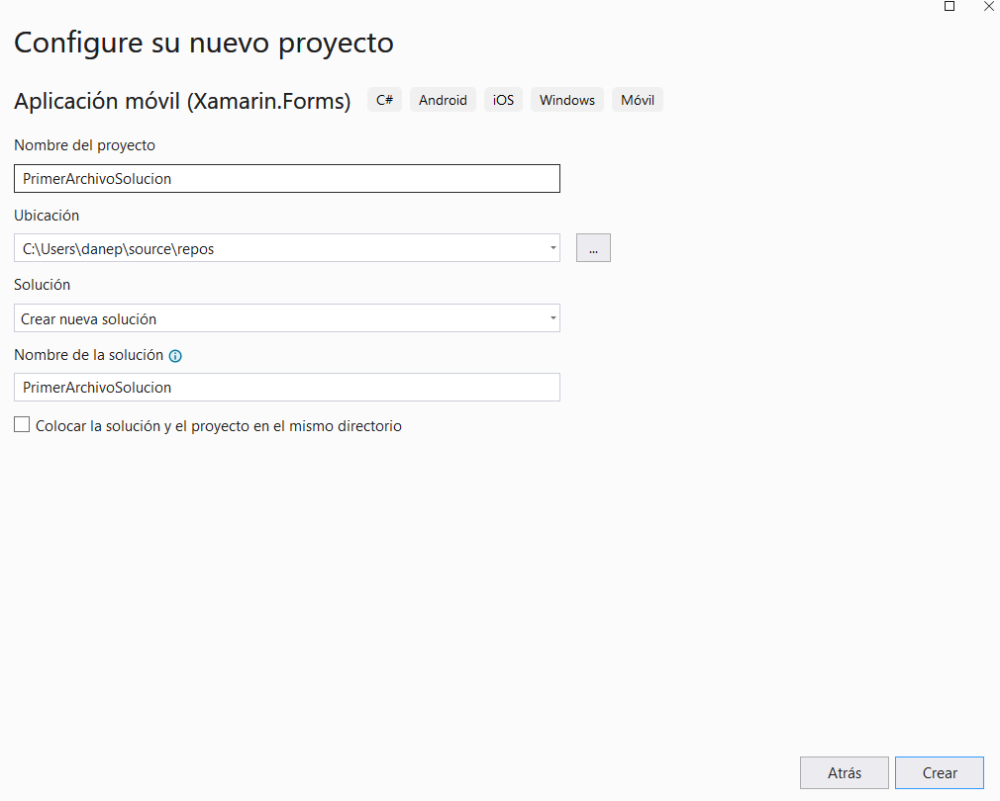 Configure su nuevo proyecto
Aplicación móvil (Xamarin.Forms) C# Android iOS Windows Móvil
Nombre del proyecto
PrimerArchivoSolucion
Ubicación
C:\Users\danep\source\repos ...
Solución
Crear nueva solución
Nombre de la solución
PrimerArchivoSolucion
Colocar la solución y el proyecto en el mismo directorio
Atrás Crear